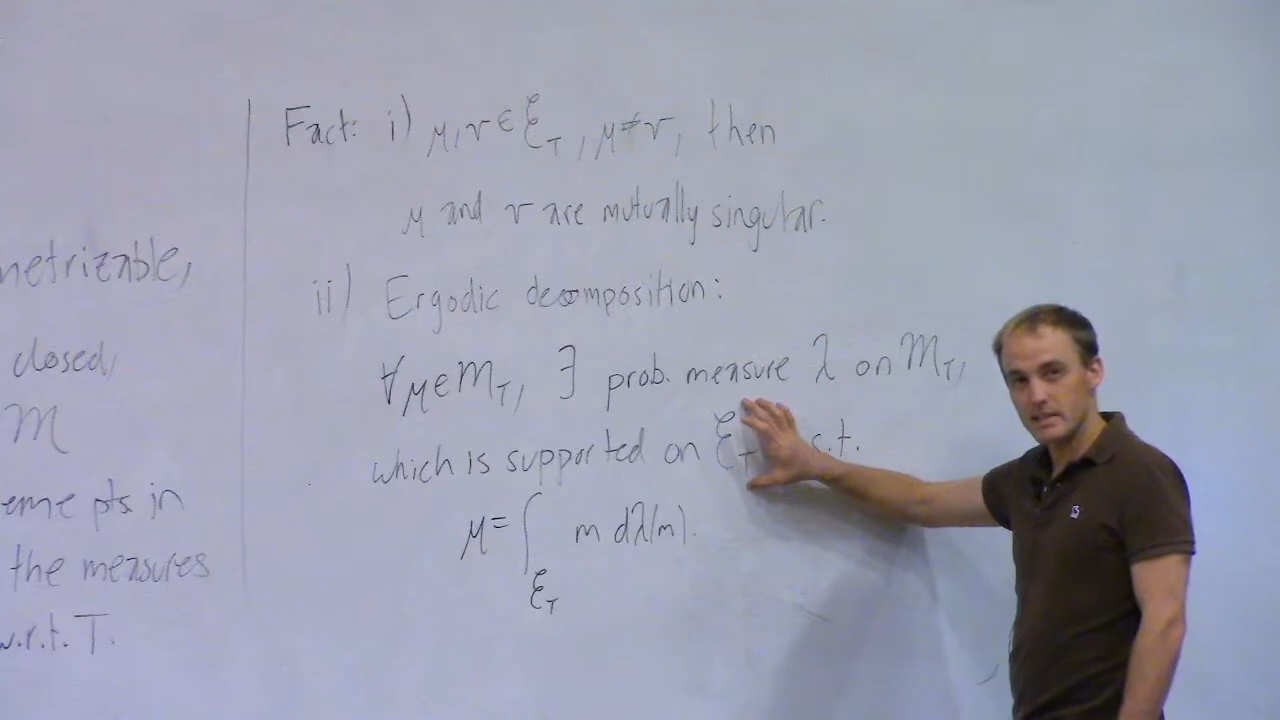 netrizable,
closed,
M
eme pts in
the measures
w.r.t. T.
Fact: i) μ, ν ∈ ℰ_T, μ≠ν, then
μ and ν are mutually singular.
ii) Ergodic decomposition:
∀μ∈M_T, ∃ prob. measure λ on M_T,
which is supported on ℰ_T s.t.
μ = ∫_{ℰ_T} m dλ(m).